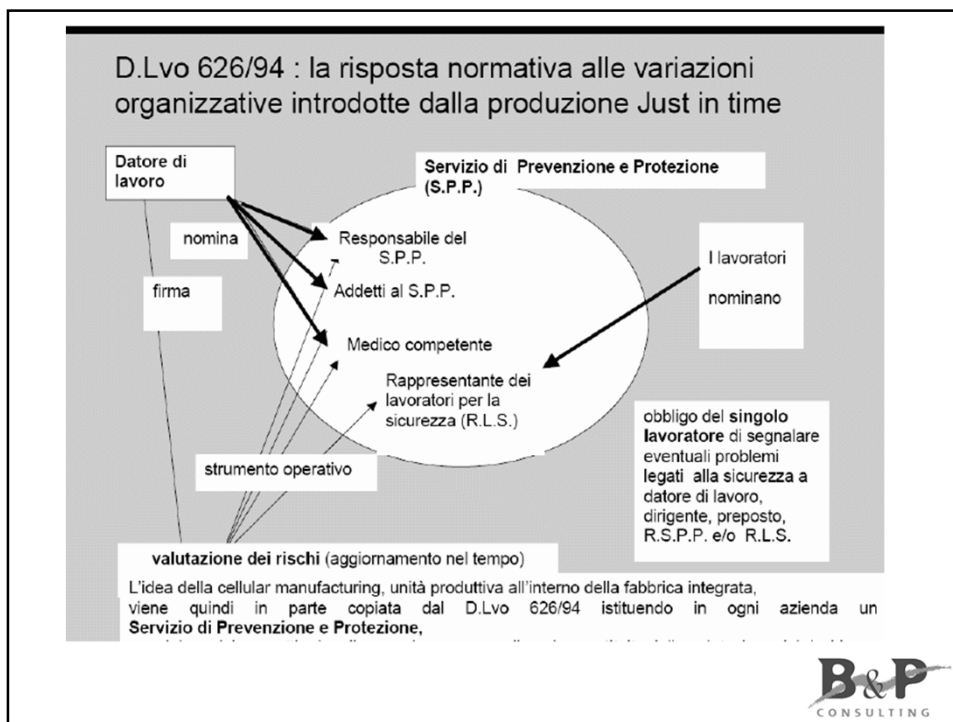 D.Lvo 626/94 : la risposta normativa alle variazioni
organizzative introdotte dalla produzione Just in time
Datore di
lavoro
Servizio di Prevenzione e Protezione
(S.P.P.)
nomina
firma
Responsabile del
S.P.P.
Addetti al S.P.P.
Medico competente
Rappresentante dei
lavoratori per la
sicurezza (R.L.S.)
I lavoratori
nominano
strumento operativo
obbligo del singolo
lavoratore di segnalare
eventuali problemi
legati alla sicurezza a
datore di lavoro,
dirigente, preposto,
R.S.P.P. e/o R.L.S.
valutazione dei rischi (aggiornamento nel tempo)
L'idea della cellular manufacturing, unità produttiva all'interno della fabbrica integrata,
viene quindi in parte copiata dal D.Lvo 626/94 istituendo in ogni azienda un
Servizio di Prevenzione e Protezione,
B&P
CONSULTING